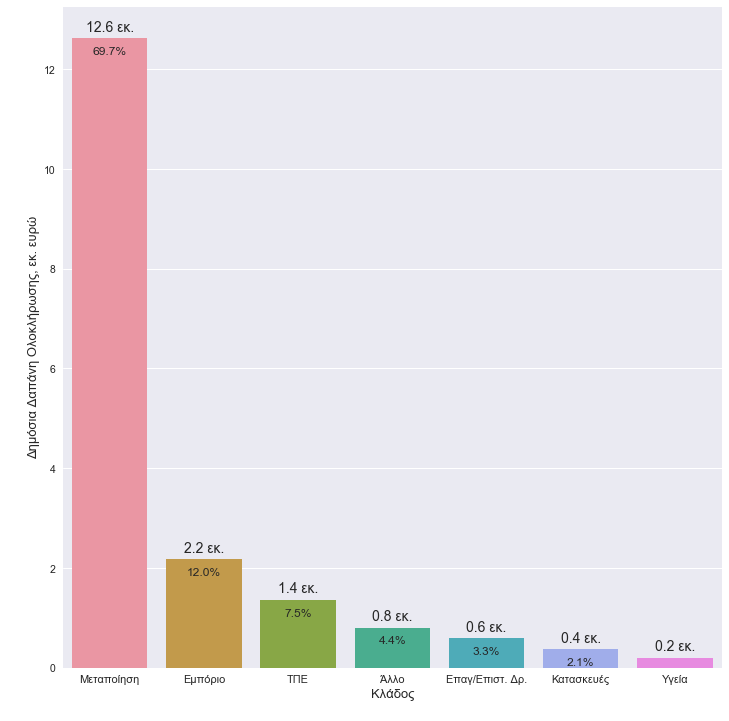 12.6 εκ.
69.7%
12
10
8
6
4
2
0
Δημόσια Δαπάνη Ολοκλήρωσης, εκ. ευρώ
2.2 εκ.
12.0%
1.4 εκ.
7.5%
0.8 εκ.
4.4%
0.6 εκ.
3.3%
0.4 εκ.
2.1%
0.2 εκ.
Μεταποίηση Εμπόριο ΤΠΕ Άλλο Επαγ/Επιστ. Δρ. Κατασκευές Υγεία
Κλάδος